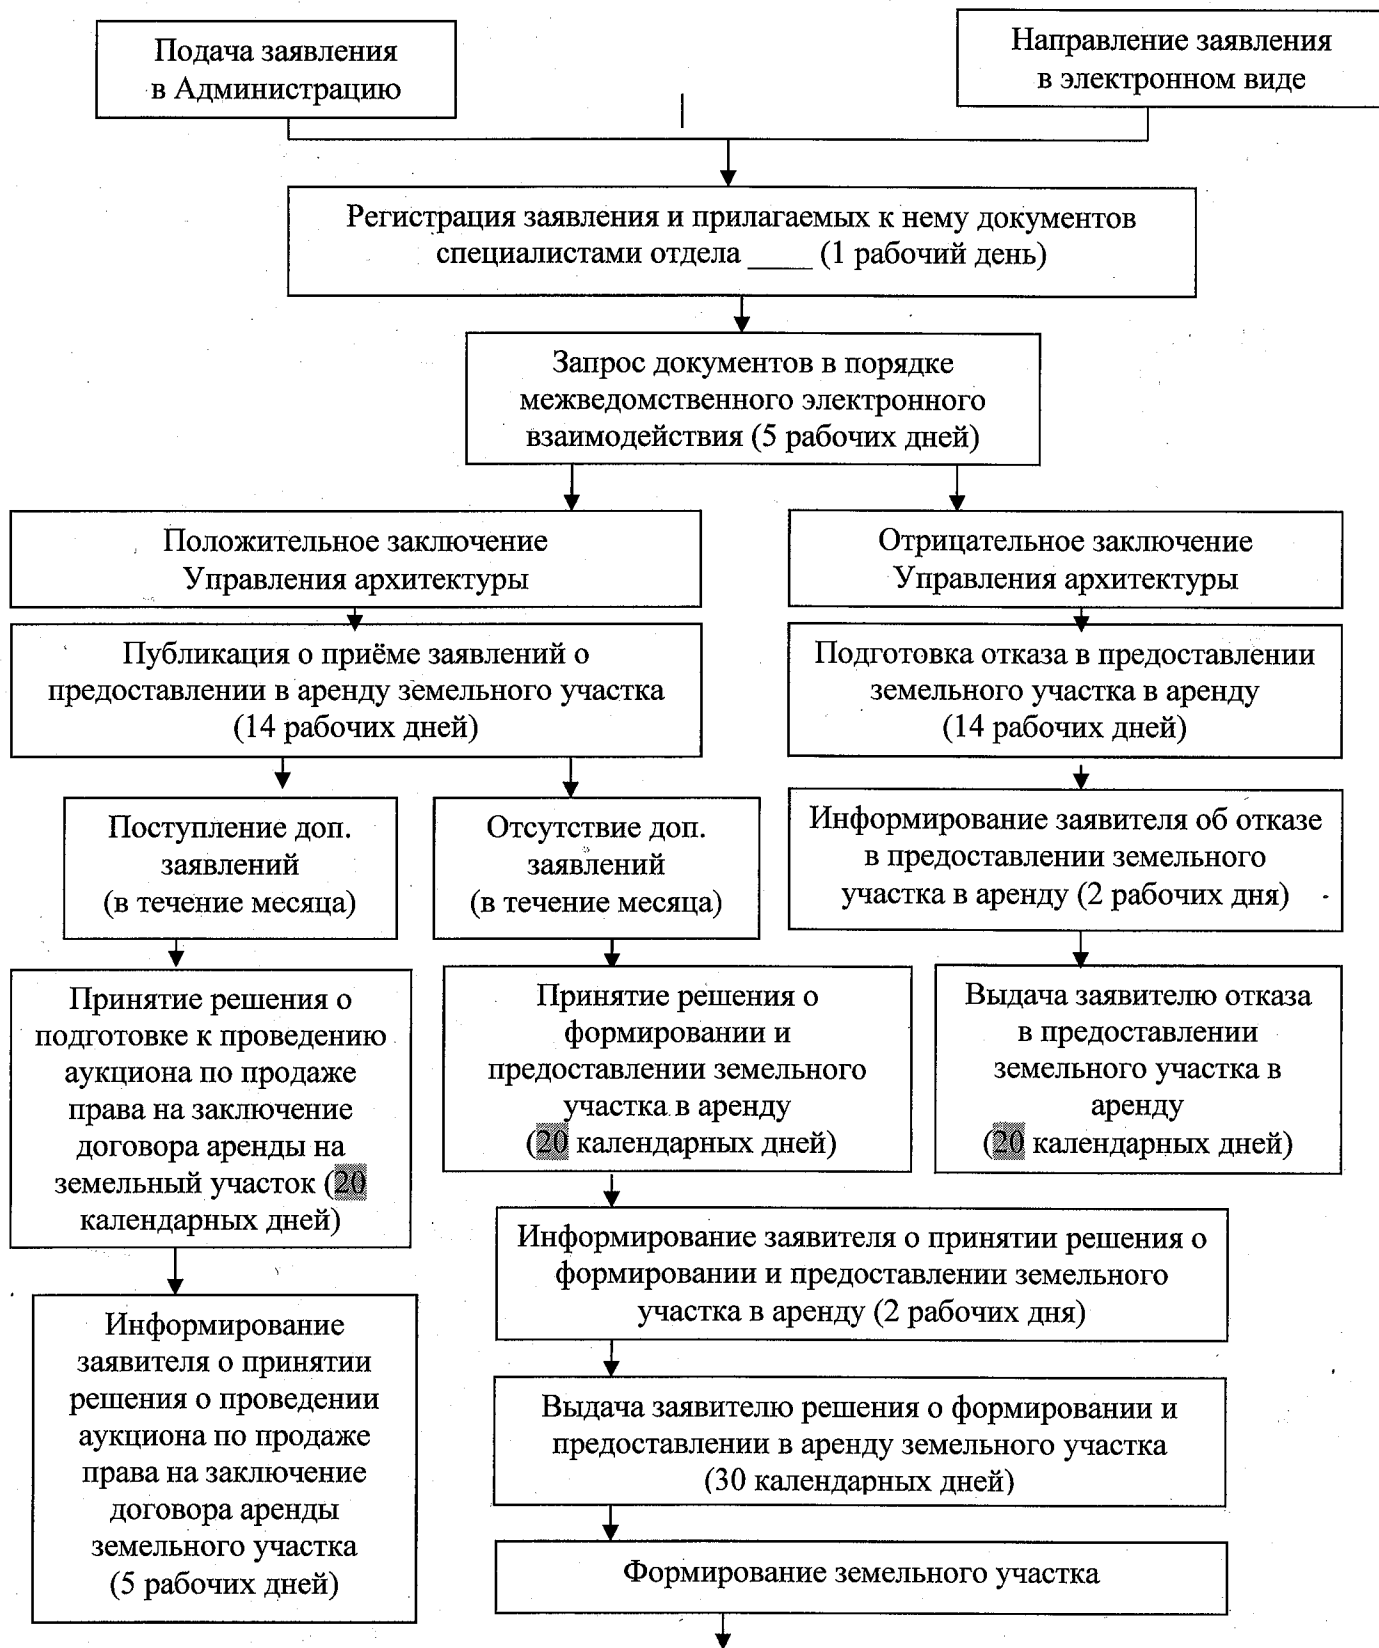 Подача заявления
в Администрацию
Направление заявления
в электронном виде
Регистрация заявления и прилагаемых к нему документов
специалистами отдела ____ (1 рабочий день)
Запрос документов в порядке
межведомственного электронного
взаимодействия (5 рабочих дней)
Положительное заключение
Управления архитектуры
Отрицательное заключение
Управления архитектуры
Публикация о приёме заявлений о
предоставлении в аренду земельного участка
(14 рабочих дней)
Подготовка отказа в предоставлении
земельного участка в аренду
(14 рабочих дней)
Поступление доп.
заявлений
(в течение месяца)
Отсутствие доп.
заявлений
(в течение месяца)
Информирование заявителя об отказе
в предоставлении земельного
участка в аренду (2 рабочих дня)
Принятие решения о
подготовке к проведению
аукциона по продаже
права на заключение
договора аренды на
земельный участок (20
календарных дней)
Принятие решения о
формировании и
предоставлении земельного
участка в аренду
(20 календарных дней)
Выдача заявителю отказа
в предоставлении
земельного участка в
аренду
(20 календарных дней)
Информирование заявителя о принятии решения о
формировании и предоставлении земельного
участка в аренду (2 рабочих дня)
Информирование
заявителя о принятии
решения о проведении
аукциона по продаже
права на заключение
договора аренды
земельного участка
(5 рабочих дней)
Выдача заявителю решения о формировании и
предоставлении в аренду земельного участка
(30 календарных дней)
Формирование земельного участка